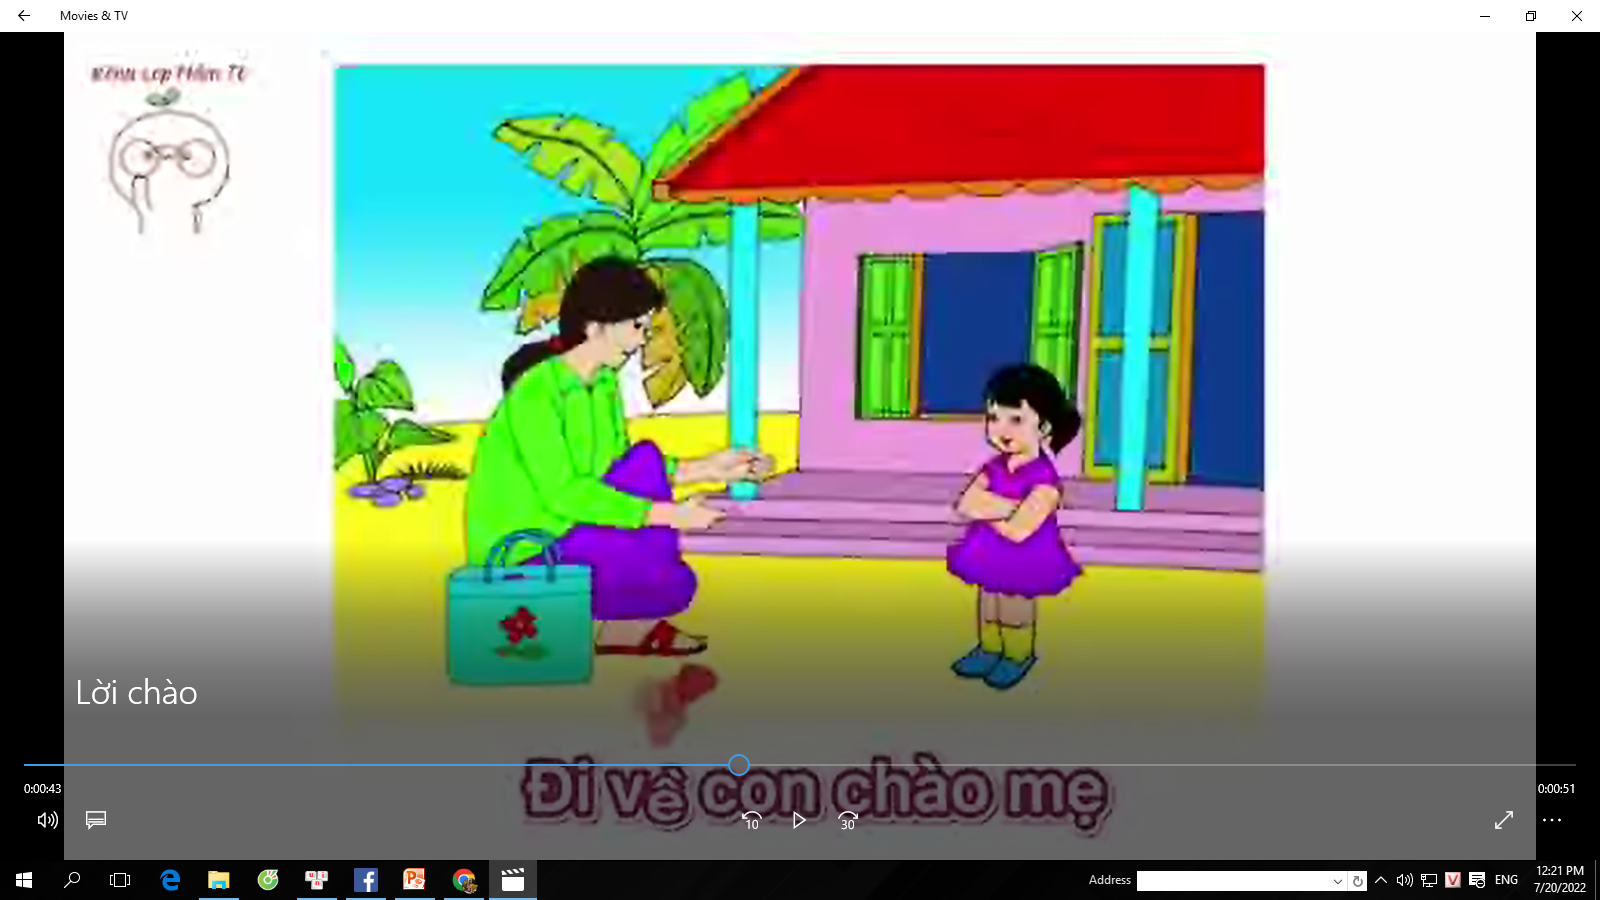 Movies & TV
Lời chào
0:00:43
0:00:51
Đi về con chào mẹ
10
30
Address
ENG
12:21 PM
7/20/2022